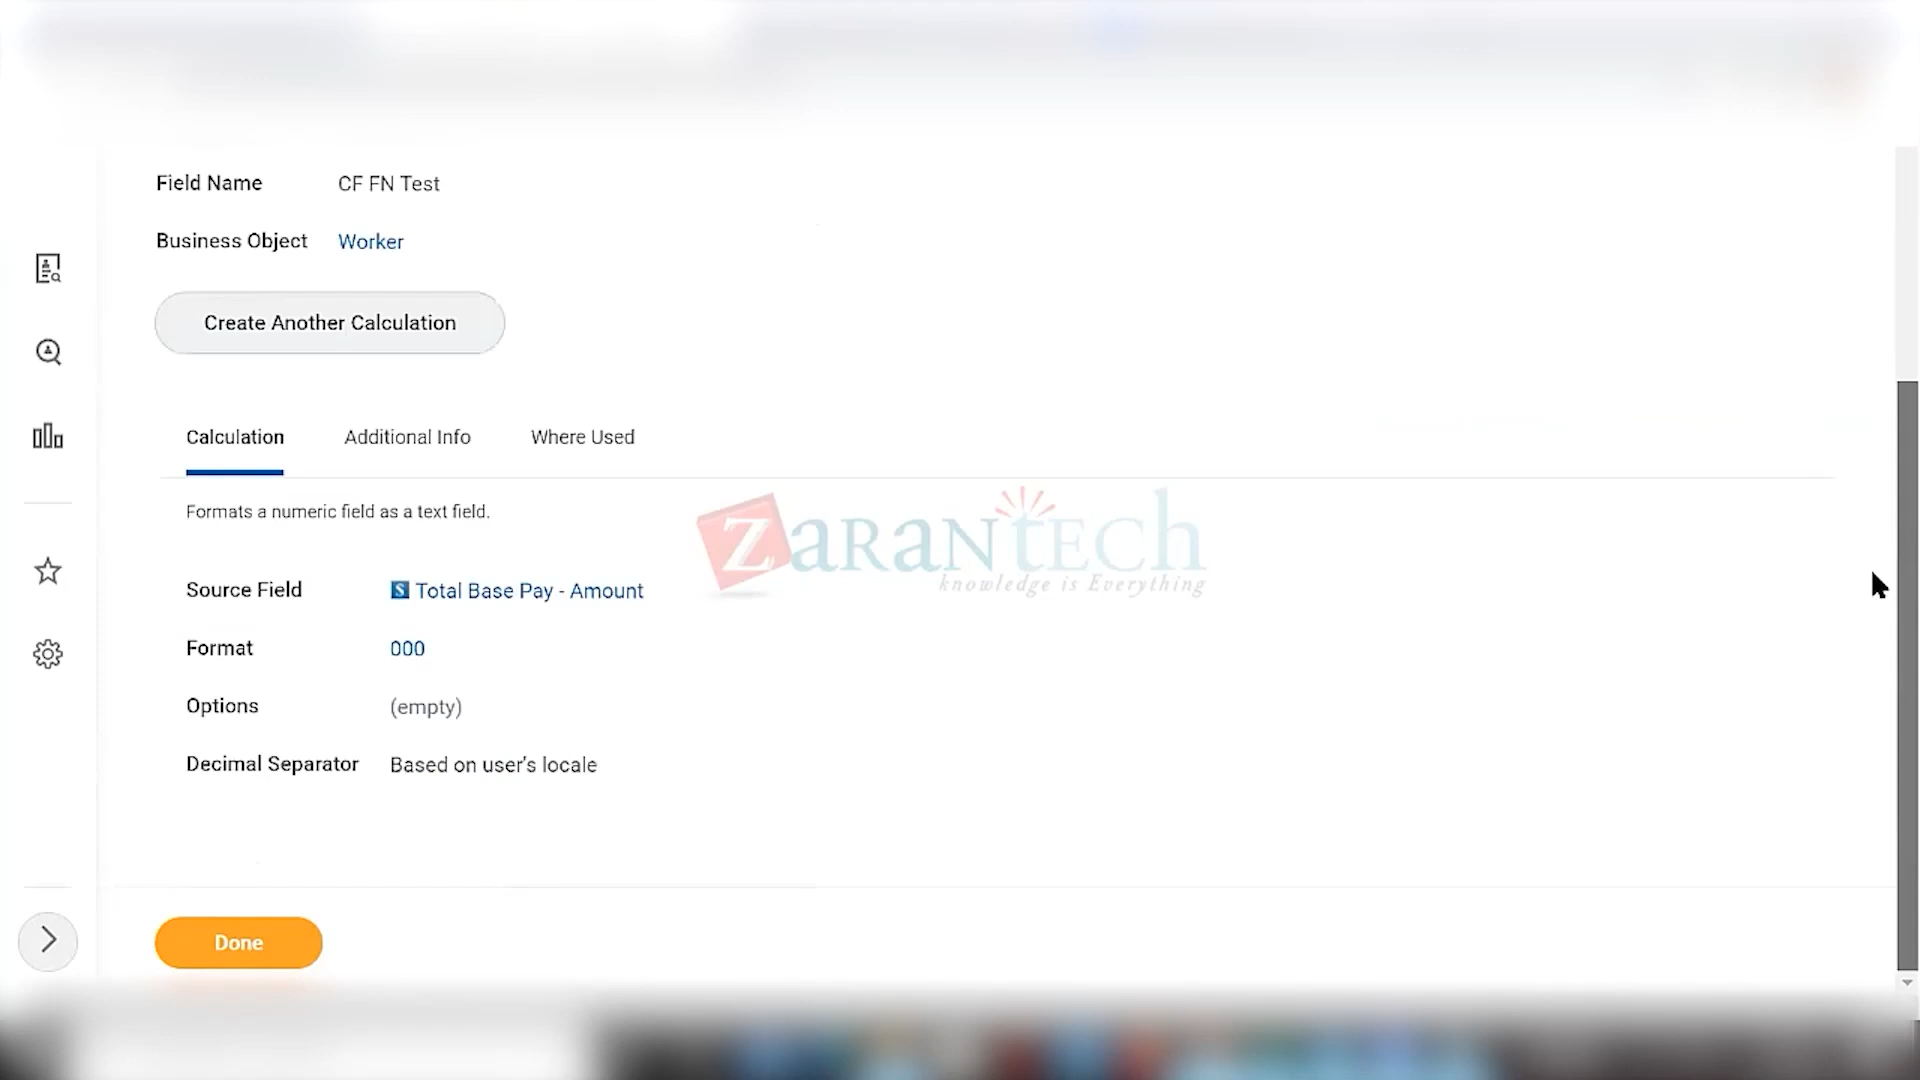 Field Name CF FN Test
Business Object Worker
Create Another Calculation
Calculation Additional Info Where Used
Formats a numeric field as a text field.
ZaranTech
knowledge is Everything
Source Field S Total Base Pay - Amount
Format 000
Options (empty)
Decimal Separator Based on user's locale
Done